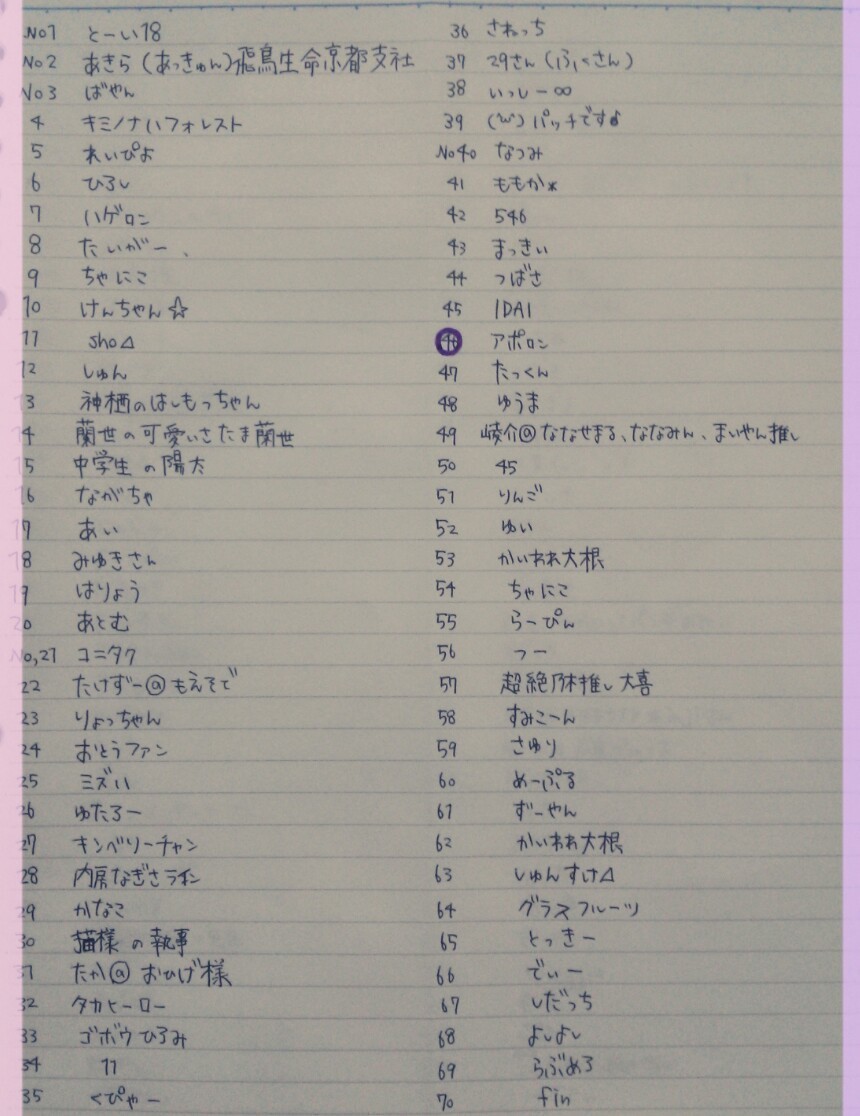 No1 とーい18
No2 あきら(あっきゅん)飛鳥生命京都支社
No3 ばやん
4 キミノナハフォレスト
5 れいぴよ
6 ひろし
7 ハゲロン
8 たいがー、
9 ちゃにこ
10 けんちゃん☆
11 sho△
12 しゅん
13 神栖のはしもっちゃん
14 蘭世の可愛いさたま蘭世
15 中学生の陽太
16 ながちゃ
17 あい
18 みゆきさん
19 はりょう
20 あとむ
No,21 コニタク
22 たけずー@もえそで
23 りょっちゃん
24 おとうファン
25 ミズハ
26 ゆたろー
27 キンベリーチャン
28 内房なぎさライン
29 かなこ
30 猫様の執事
31 たか@おひげ様
32 タカヒーロー
33 ゴボウひろみ
34 11
35 くぴゃー
36 さねっち
37 29さん(ふくさん)
38 いっしー∞
39 パッチです♪
No40 なつみ
41 ももか*
42 546
43 まっきい
44 つばさ
45 IDAI
46 アポロン
47 たっくん
48 ゆうま
49 崚介@ななせまる、ななみん、まいやん推し
50 45
51 りんご
52 ゆい
53 かいわれ大根
54 ちゃにこ
55 らーぴん
56 つー
57 超絶乃木推し大喜
58 すみこーん
59 さゆり
60 めーぷる
61 ずーやん
62 かいわれ大根
63 しゅんすけ△
64 グラスフルーツ
65 とっきー
66 でぃー
67 しだっち
68 よしよし
69 らぶめろ
70 fin